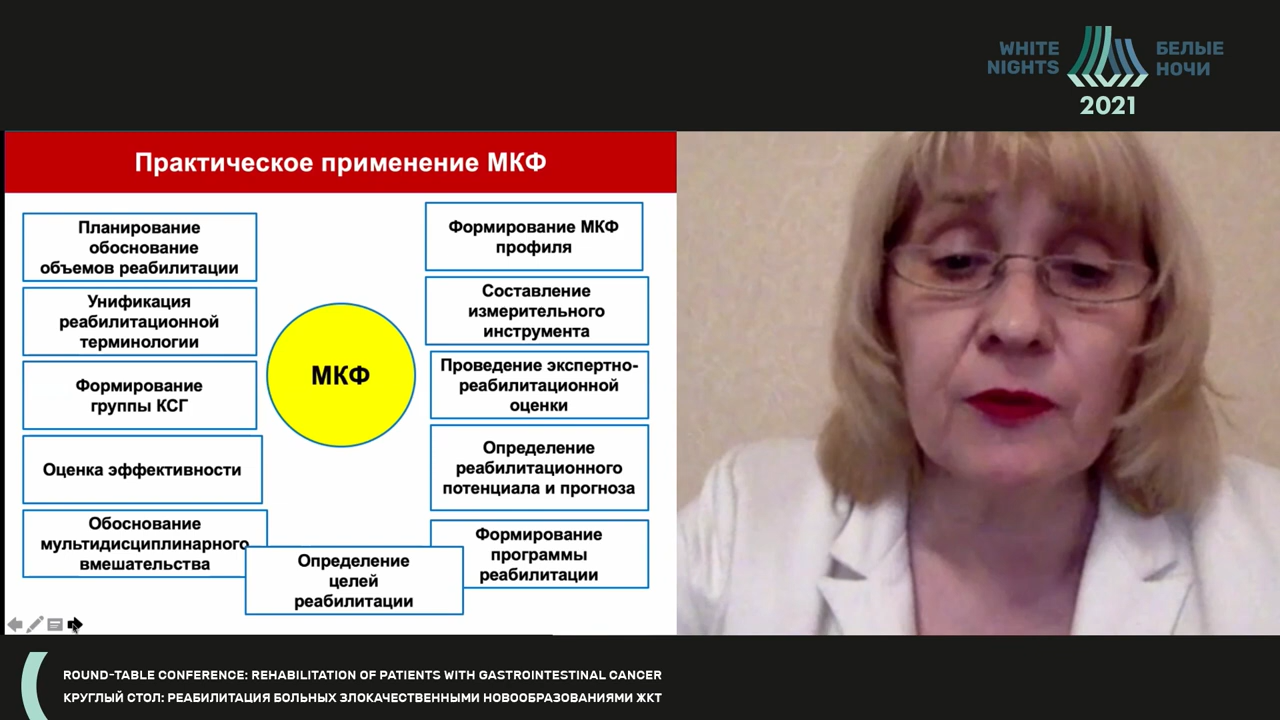 WHITE
NIGHTS
БЕЛЫЕ
НОЧИ
2021
Практическое применение МКФ
Планирование
обоснование
объемов реабилитации
Унификация
реабилитационной
терминологии
Формирование
группы КСГ
Оценка эффективности
Обоснование
мультидисциплинарного
вмешательства
МКФ
Формирование МКФ
профиля
Составление
измерительного
инструмента
Проведение экспертно-
реабилитационной
оценки
Определение
реабилитационного
потенциала и прогноза
Формирование
программы
реабилитации
Определение
целей
реабилитации
ROUND-TABLE CONFERENCE: REHABILITATION OF PATIENTS WITH GASTROINTESTINAL CANCER
КРУГЛЫЙ СТОЛ: РЕАБИЛИТАЦИЯ БОЛЬНЫХ ЗЛОКАЧЕСТВЕННЫМИ НОВООБРАЗОВАНИЯМИ ЖКТ